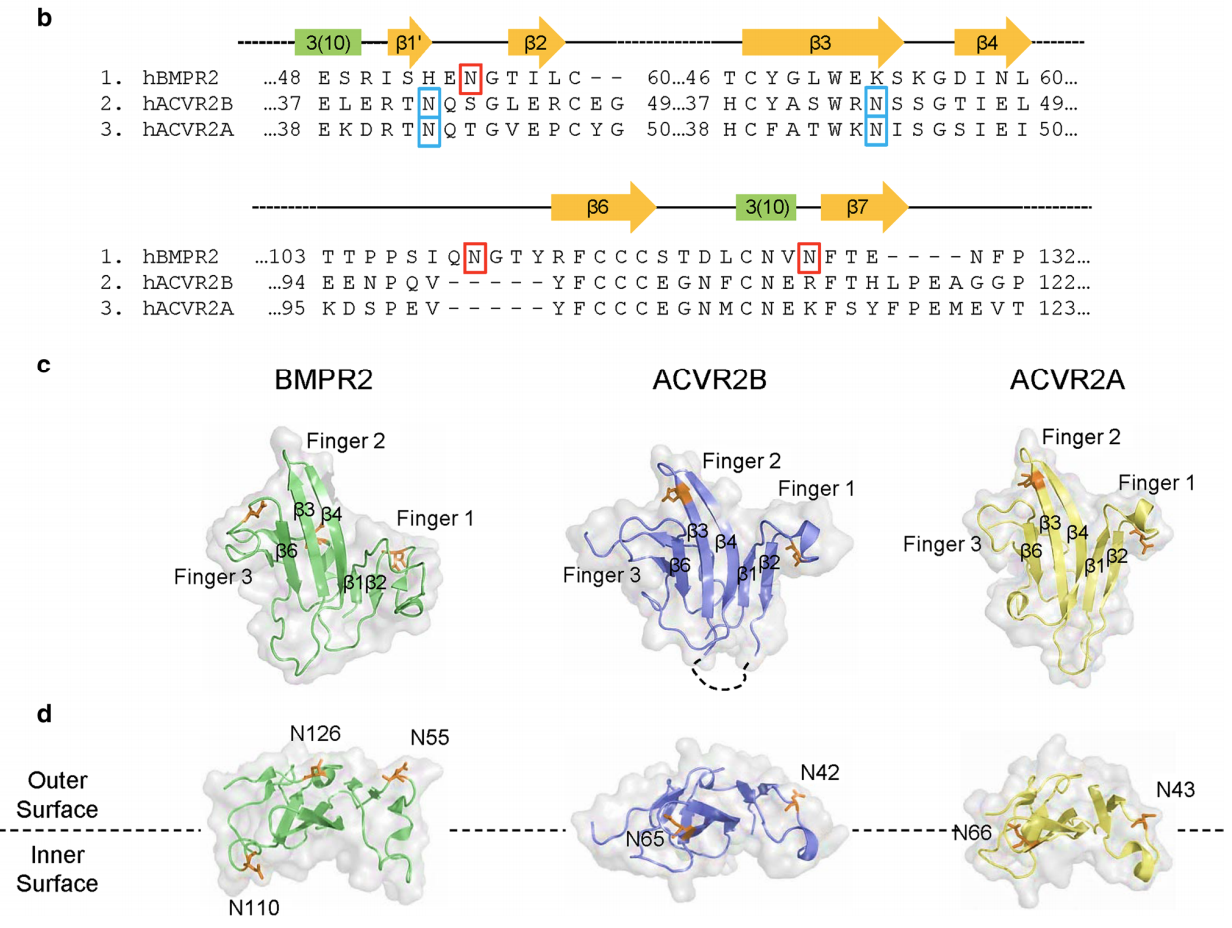 b
3(10) β1' β2 β3 β4
1. hBMPR2 ...48 E S R I S H E N G T I L C - - 60...46 T C Y G L W E K S K G D I N L 60...
2. hACVR2B ...37 E L E R T N Q S G L E R C E G 49...37 H C Y A S W R N S S G T I E L 49...
3. hACVR2A ...38 E K D R T N Q T G V E P C Y G 50...38 H C F A T W K N I S G S I E I 50...
β6 3(10) β7
1. hBMPR2 ...103 T T P P S I Q N G T Y R F C C C S T D L C N V N F T E - - - - N F P 132...
2. hACVR2B ...94 E E N P Q V - - - - - Y F C C C E G N F C N E R F T H L P E A G G P 122...
3. hACVR2A ...95 K D S P E V - - - - - Y F C C C E G N M C N E K F S Y F P E M E V T 123...
c
BMPR2 ACVR2B ACVR2A
Finger 2 Finger 2 Finger 2
Finger 1 Finger 1 Finger 1
β3 β4 β3 β4 β3 β4
β6 β1 β2 β6 β1 β2 β6 β1 β2
Finger 3 Finger 3 Finger 3
d
N126 N55 N42 N43
Outer
Surface
N65 N66
Inner
Surface
N110